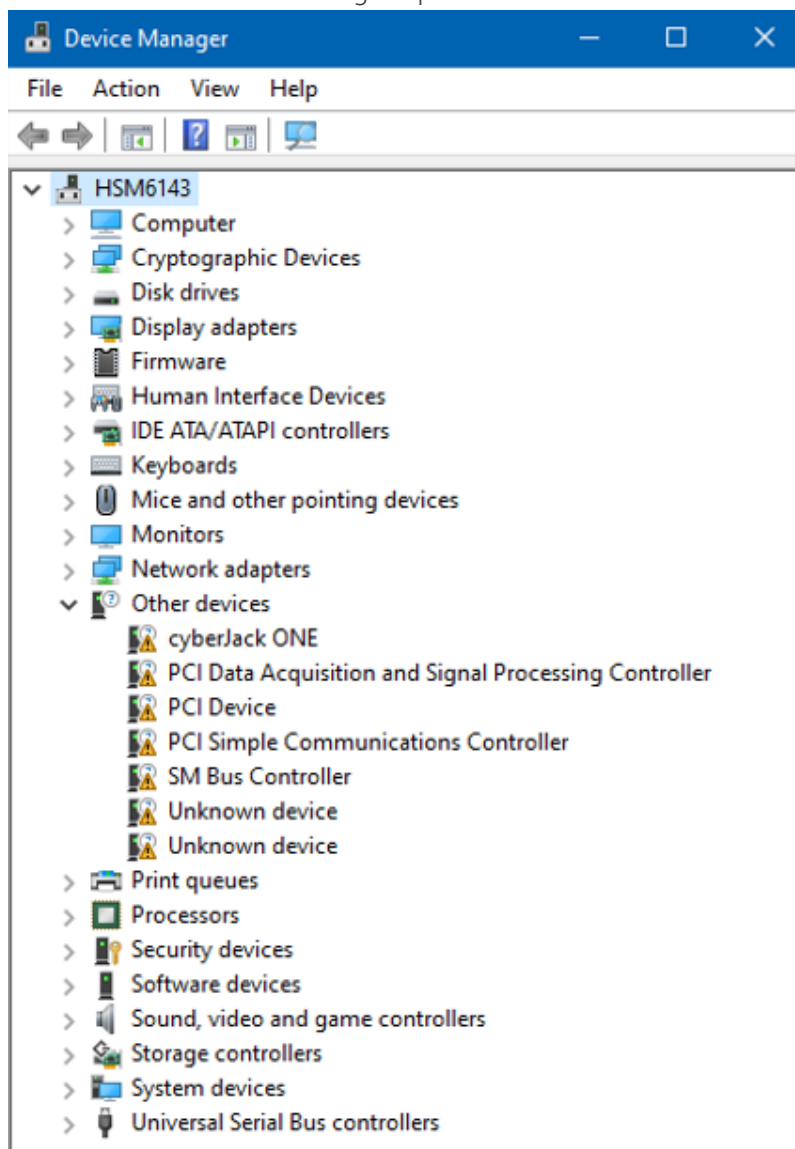 Device Manager
File Action View Help
HSM6143
Computer
Cryptographic Devices
Disk drives
Display adapters
Firmware
Human Interface Devices
IDE ATA/ATAPI controllers
Keyboards
Mice and other pointing devices
Monitors
Network adapters
Other devices
cyberJack ONE
PCI Data Acquisition and Signal Processing Controller
PCI Device
PCI Simple Communications Controller
SM Bus Controller
Unknown device
Unknown device
Print queues
Processors
Security devices
Software devices
Sound, video and game controllers
Storage controllers
System devices
Universal Serial Bus controllers